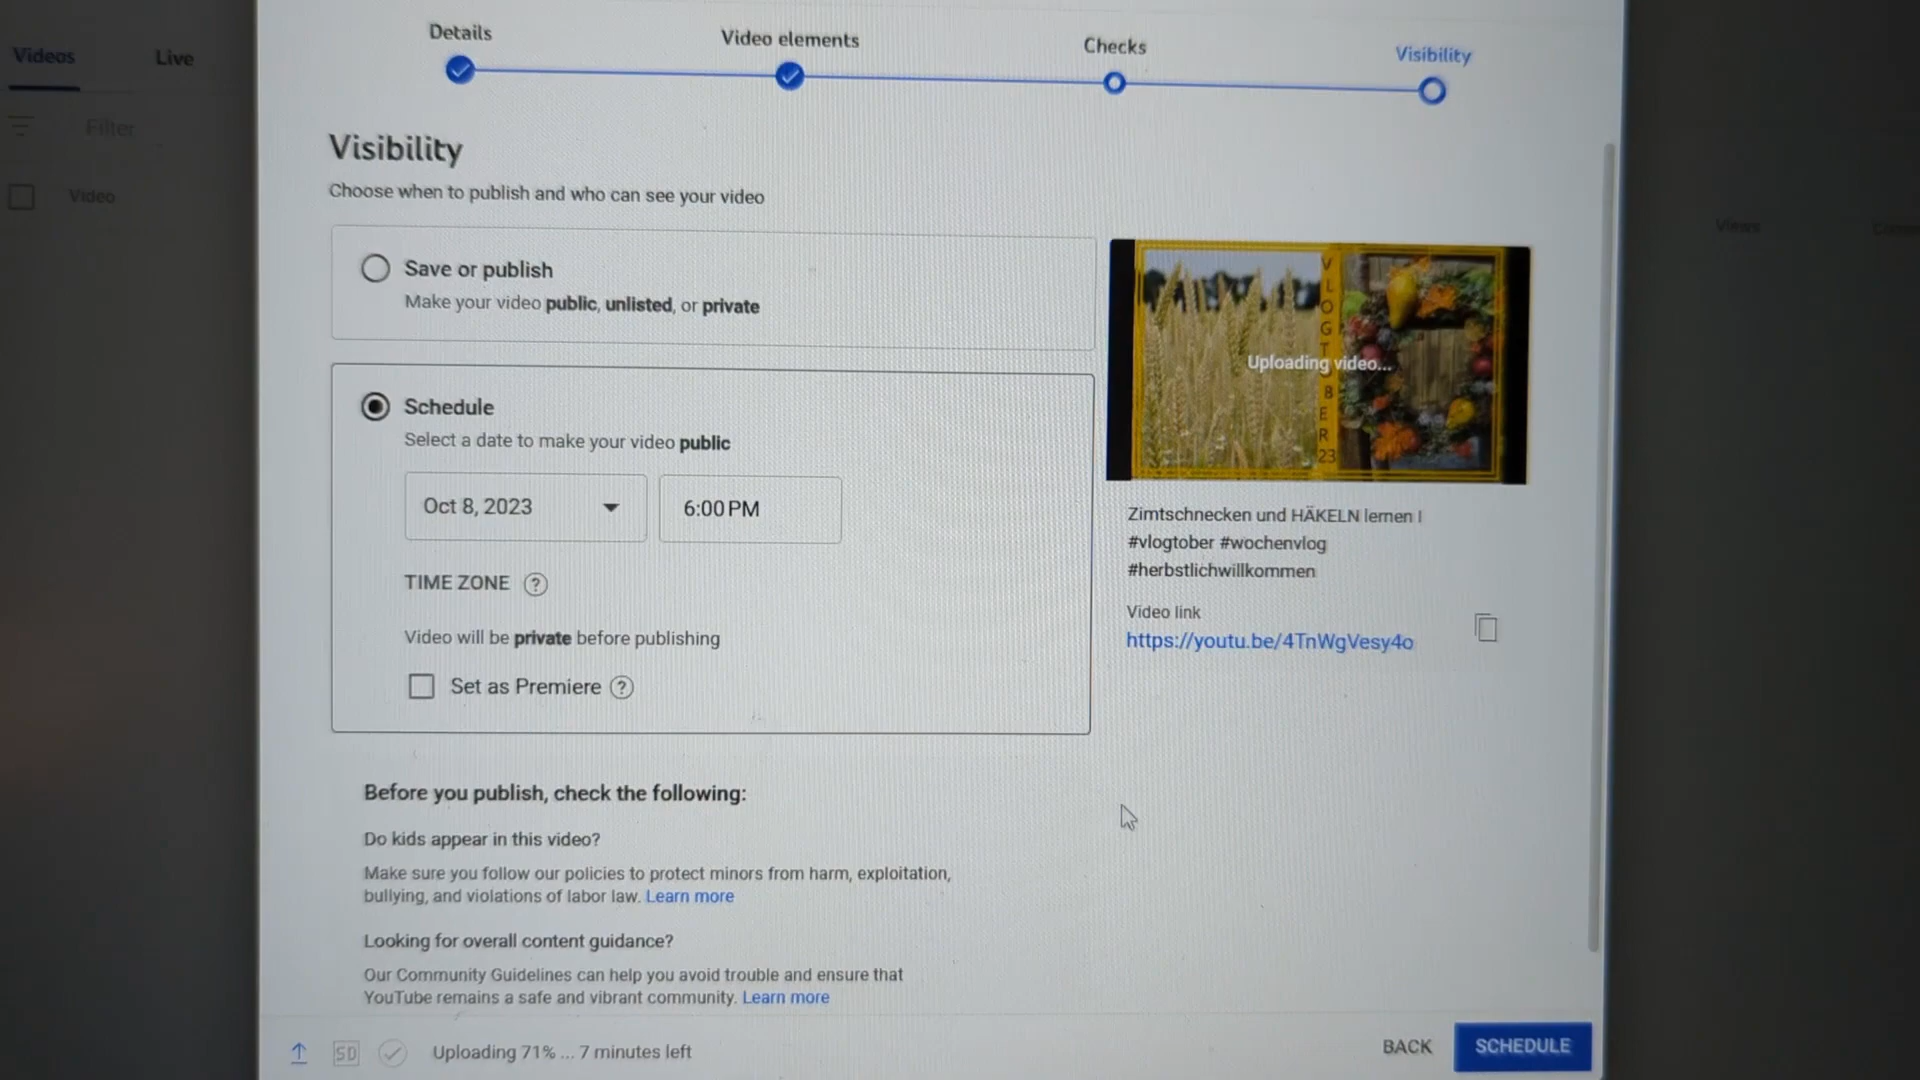 Videos
Live
Filter
Video
Views
Details
Video elements
Checks
Visibility
Visibility
Choose when to publish and who can see your video
Save or publish
Make your video public, unlisted, or private
Schedule
Select a date to make your video public
Oct 8, 2023
6:00 PM
TIME ZONE ?
Video will be private before publishing
Set as Premiere ?
Uploading video...
Zimtschnecken und HÄKELN lernen I
#vlogtober #wochenvlog
#herbstlichwillkommen
Video link
https://youtu.be/4TnWgVesy4o
Before you publish, check the following:
Do kids appear in this video?
Make sure you follow our policies to protect minors from harm, exploitation,
bullying, and violations of labor law. Learn more
Looking for overall content guidance?
Our Community Guidelines can help you avoid trouble and ensure that
YouTube remains a safe and vibrant community. Learn more
SD
Uploading 71% ... 7 minutes left
BACK
SCHEDULE